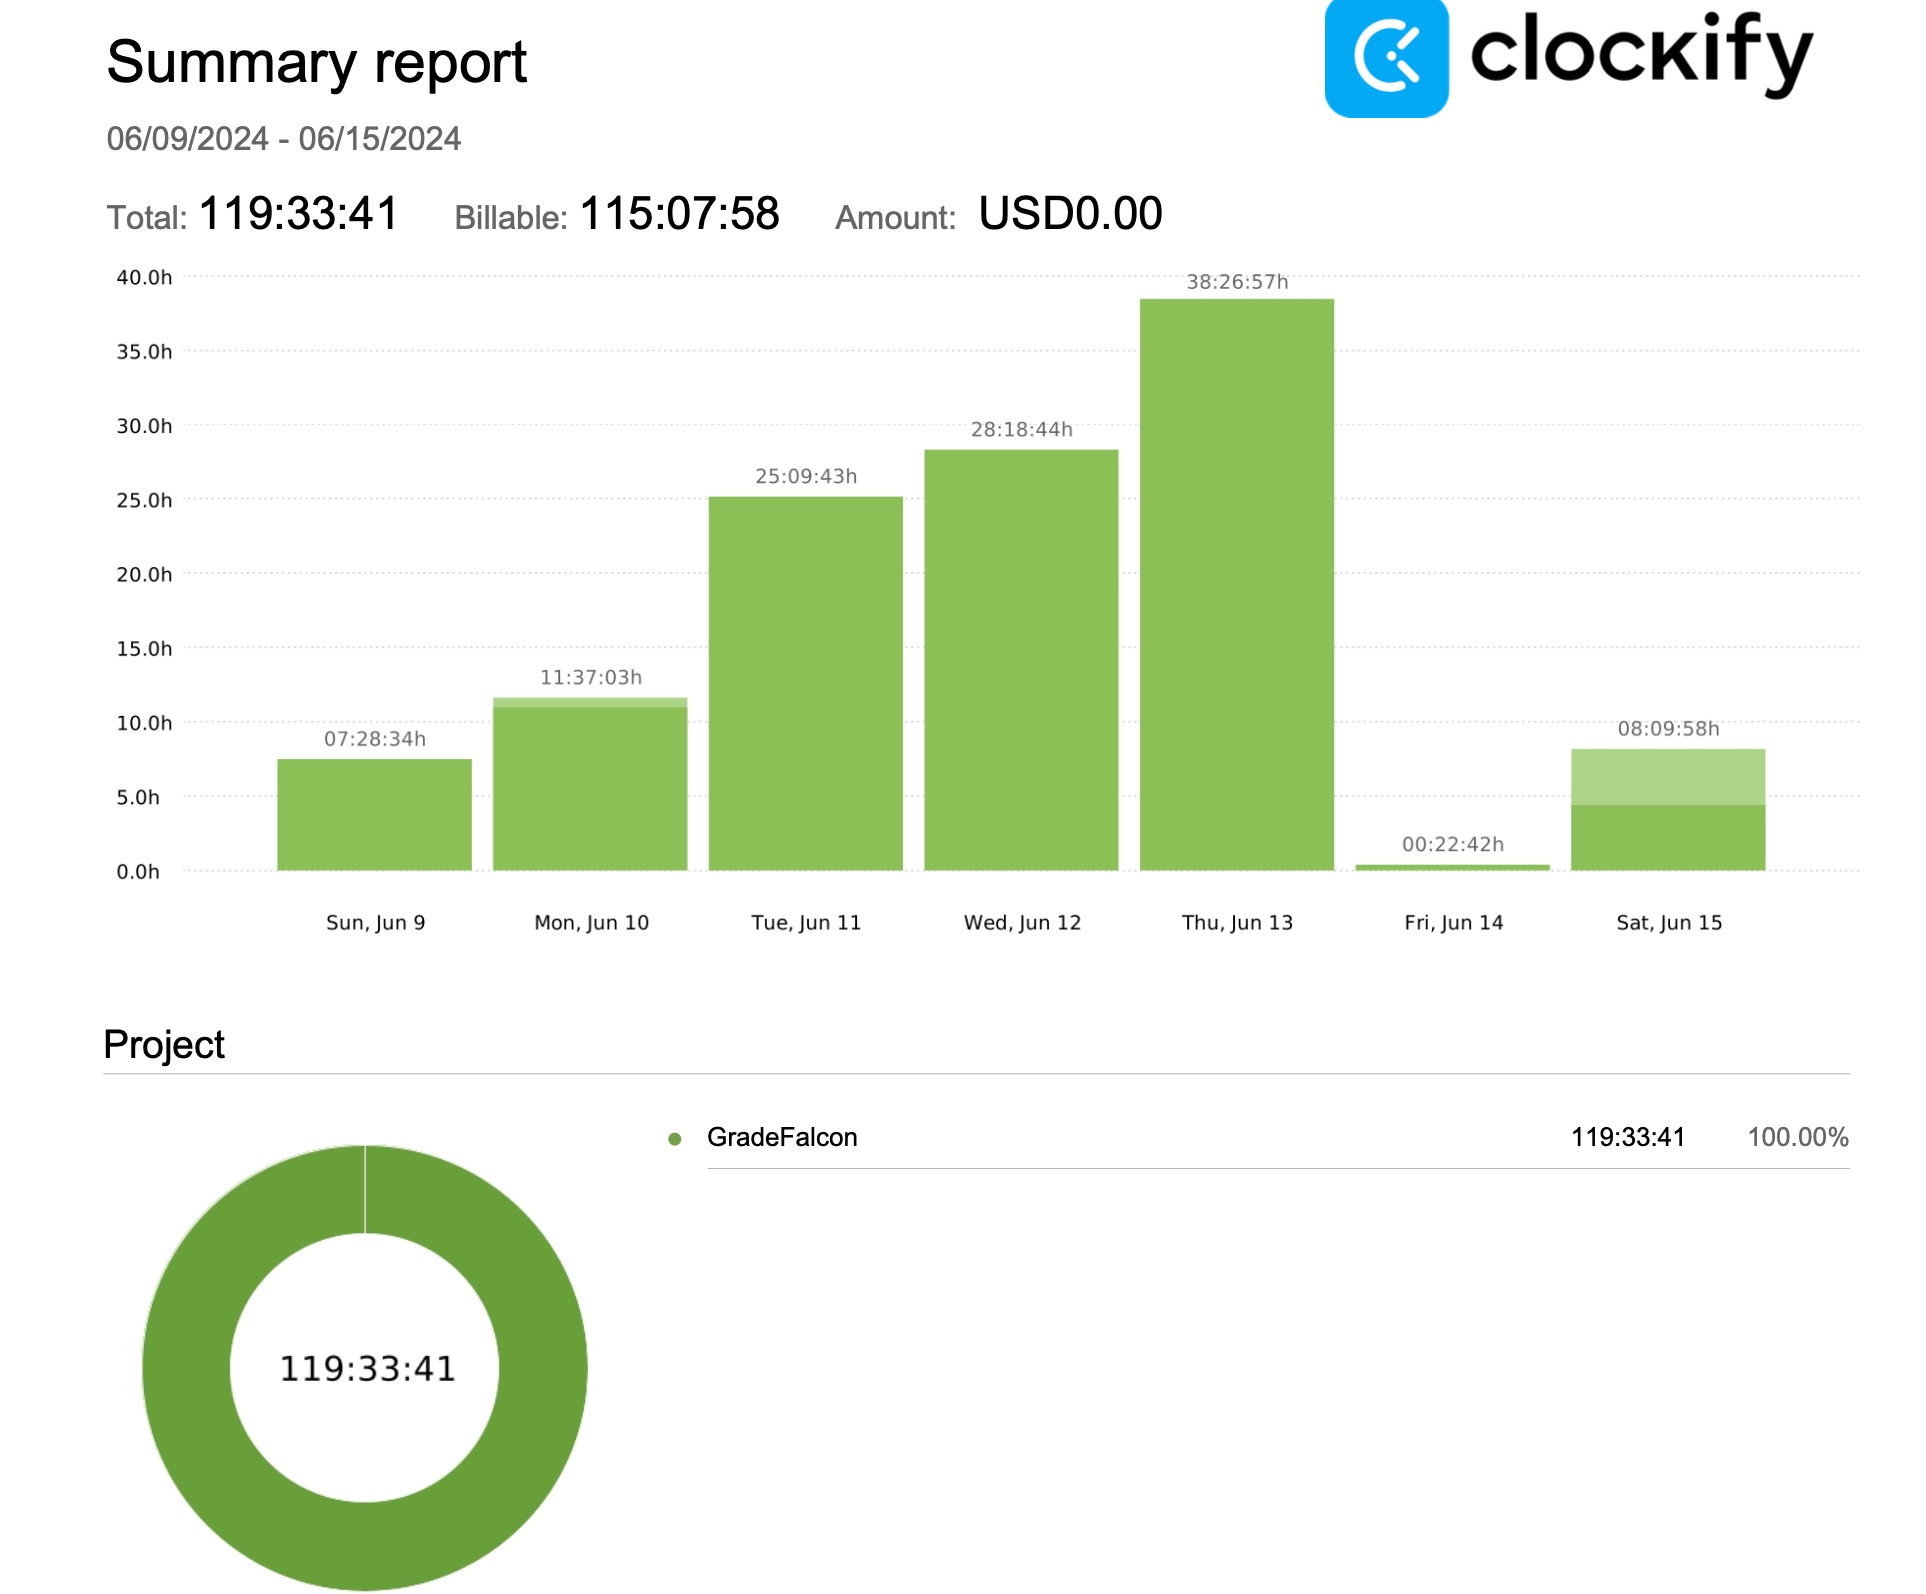 Summary report
clockify
06/09/2024 - 06/15/2024
Total: 119:33:41 Billable: 115:07:58 Amount: USD0.00
40.0h
35.0h
30.0h
25.0h
20.0h
15.0h
10.0h
5.0h
0.0h
07:28:34h
11:37:03h
25:09:43h
28:18:44h
38:26:57h
00:22:42h
08:09:58h
Sun, Jun 9
Mon, Jun 10
Tue, Jun 11
Wed, Jun 12
Thu, Jun 13
Fri, Jun 14
Sat, Jun 15
Project
GradeFalcon 119:33:41 100.00%
119:33:41